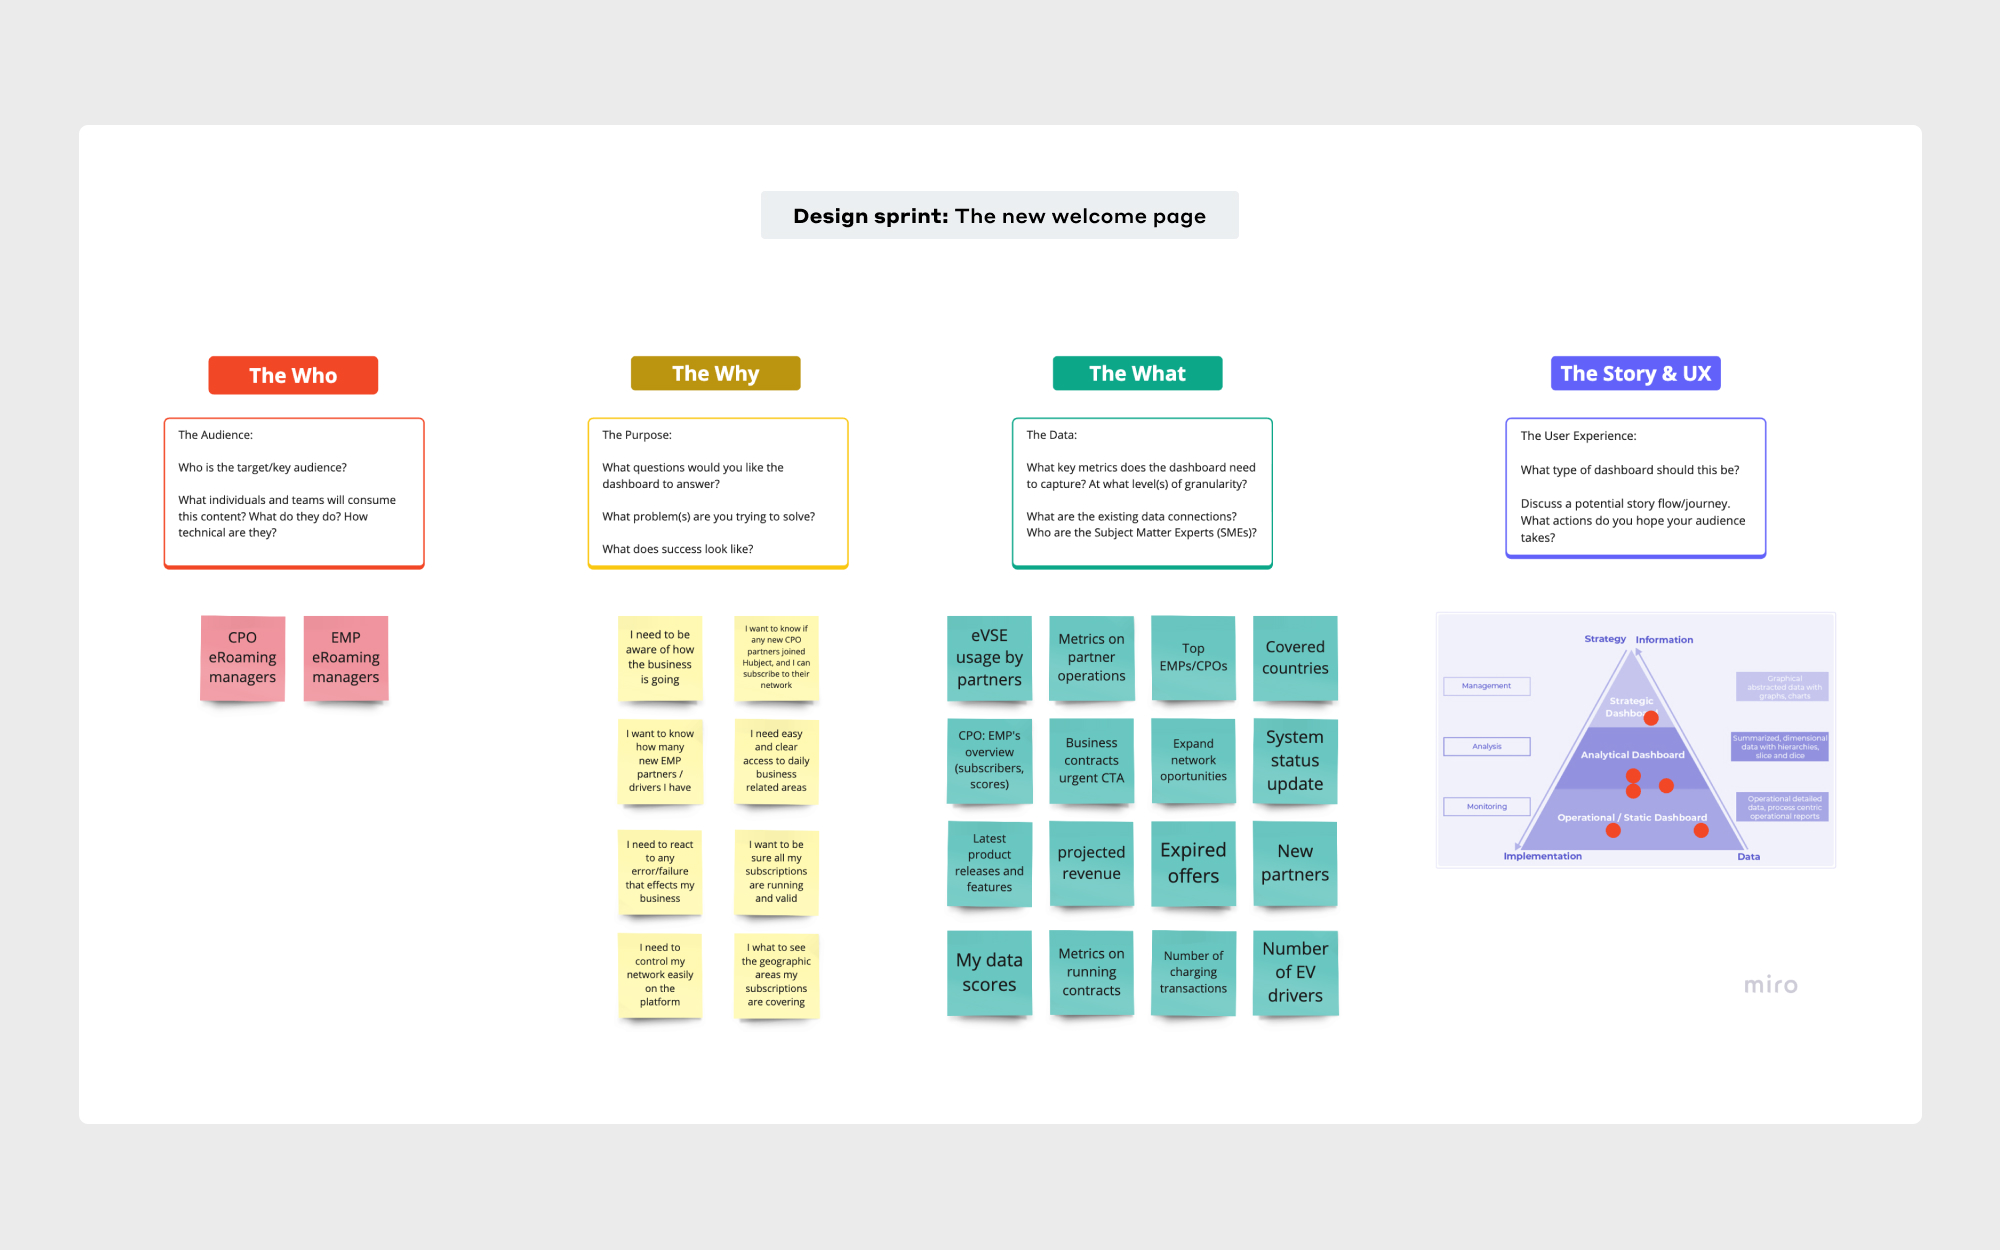 Design sprint: The new welcome page
The Who
The Audience:
Who is the target/key audience?
What individuals and teams will consume
this content? What do they do? How
technical are they?
CPO
eRoaming
managers
EMP
eRoaming
managers
The Why
The Purpose:
What questions would you like the
dashboard to answer?
What problem(s) are you trying to solve?
What does success look like?
I need to be
aware of how
the business
is going
I want to know if
any new CPO
partners joined
Hubject, and I can
subscribe to their
network
I want to know
how many
new EMP
partners /
drivers I have
I need easy
and clear
access to daily
business
related areas
I need to react
to any
error/failure
that effects my
business
I want to be
sure all my
subscriptions
are running
and valid
I need to
control my
network easily
on the
platform
I what to see
the geographic
areas my
subscriptions
are covering
The What
The Data:
What key metrics does the dashboard need
to capture? At what level(s) of granularity?
What are the existing data connections?
Who are the Subject Matter Experts (SMEs)?
eVSE
usage by
partners
Metrics on
partner
operations
Top
EMPs/CPOs
Covered
countries
CPO: EMP's
overview
(subscribers,
scores)
Business
contracts
urgent CTA
Expand
network
oportunities
System
status
update
Latest
product
releases and
features
projected
revenue
Expired
offers
New
partners
My data
scores
Metrics on
running
contracts
Number of
charging
transactions
Number
of EV
drivers
The Story & UX
The User Experience:
What type of dashboard should this be?
Discuss a potential story flow/journey.
What actions do you hope your audience
takes?
Strategy
Information
Management
Strategic
Graphical
abstracted data with
graphs, charts
Analysis
Analytical Dashboard
Summarized, dimensional
data with hierarchies,
slice and dice
Monitoring
Operational / Static Dashboard
Operational detailed
data, process centric
operational reports
Implementation
Data
miro